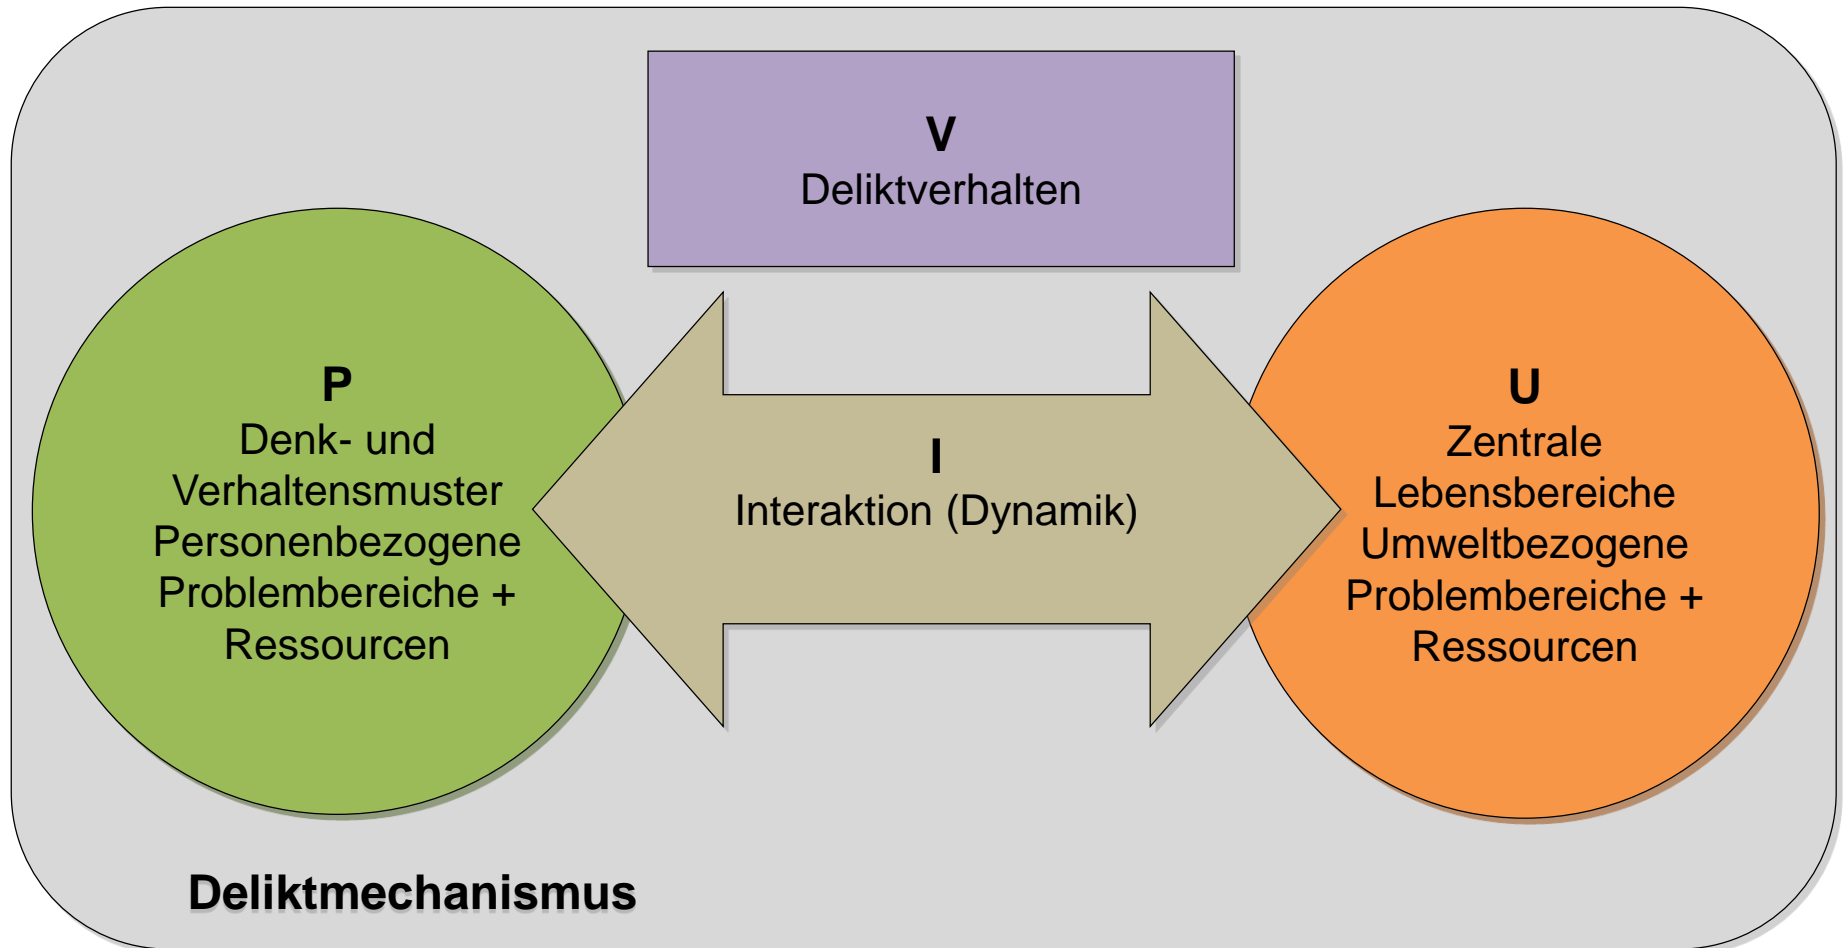 V
Deliktverhalten
P
Denk- und
Verhaltensmuster
Personenbezogene
Problembereiche +
Ressourcen
I
Interaktion (Dynamik)
U
Zentrale
Lebensbereiche
Umweltbezogene
Problembereiche +
Ressourcen
Deliktmechanismus